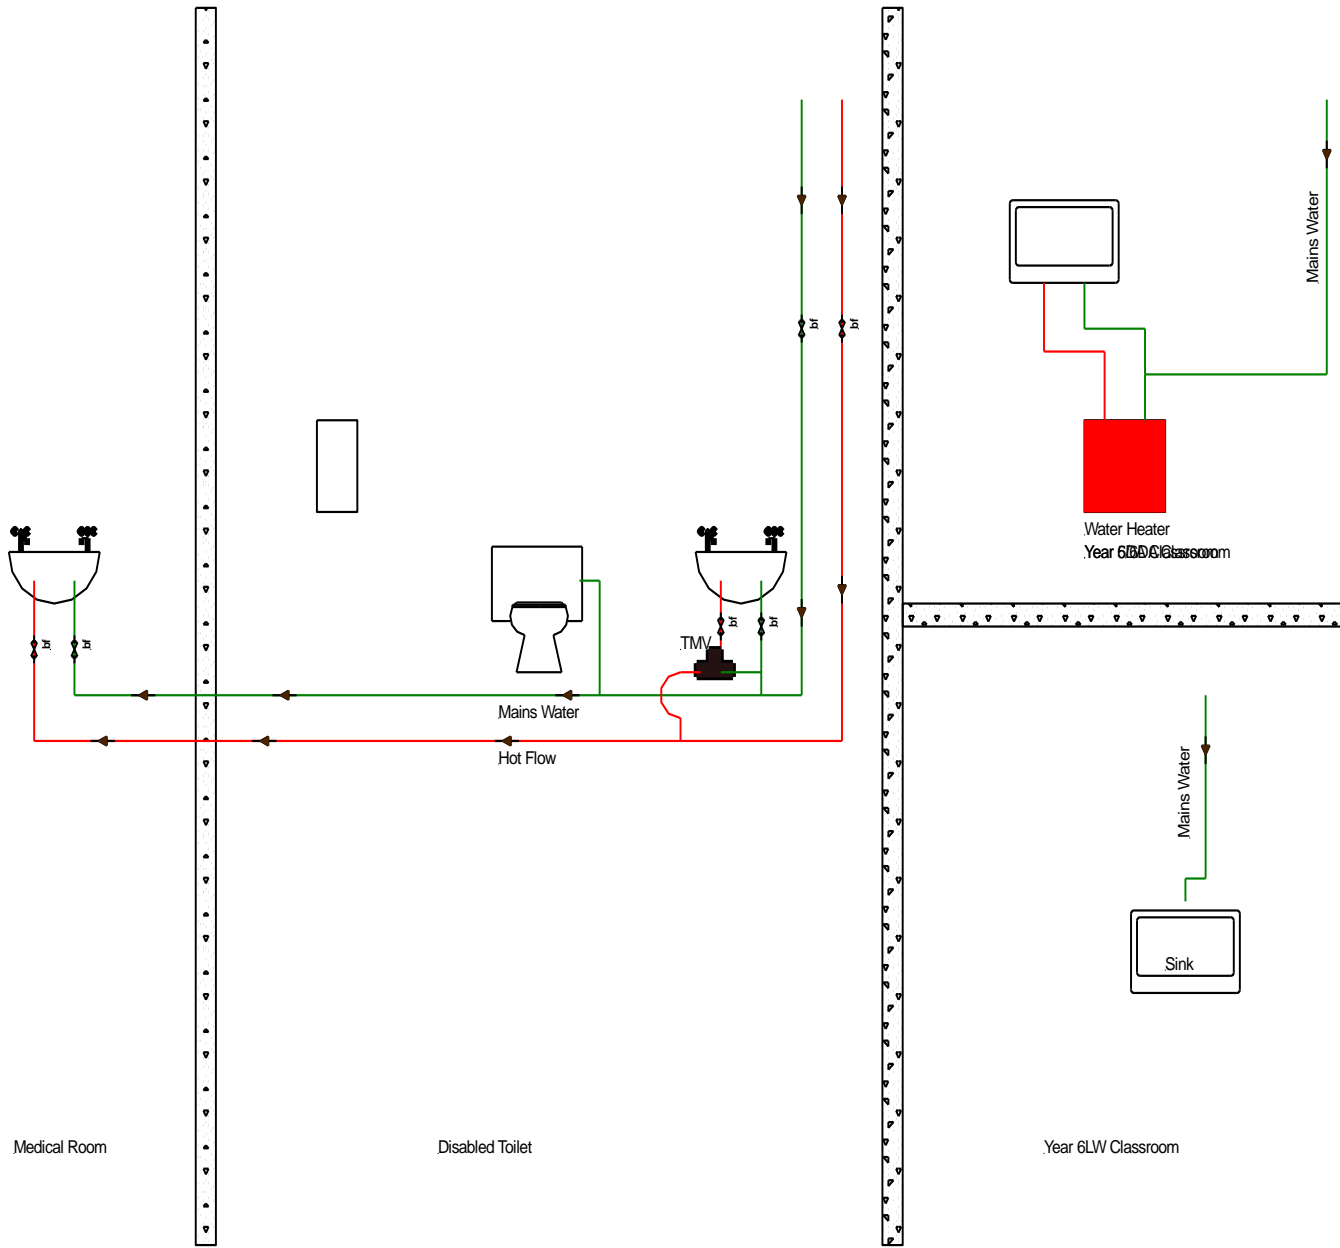 Mains Water
bf
bf
Water Heater
Classroom
bf
bf
bf
TMV
Mains Water
Hot Flow
Mains Water
Sink
Medical Room
Disabled Toilet
Year 6LW Classroom